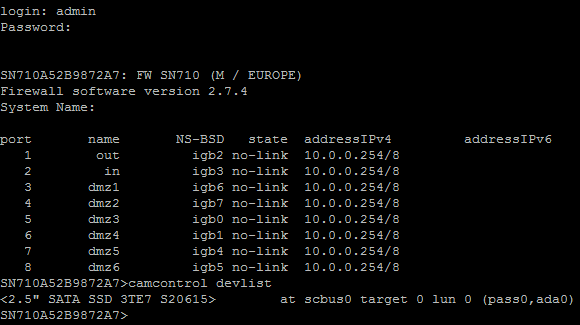 login: admin
Password:
SN710A52B9872A7: FW SN710 (M / EUROPE)
Firewall software version 2.7.4
System Name:
port name NS-BSD state addressIPv4 addressIPv6
1 out igb2 no-link 10.0.0.254/8
2 in igb3 no-link 10.0.0.254/8
3 dmz1 igb6 no-link 10.0.0.254/8
4 dmz2 igb7 no-link 10.0.0.254/8
5 dmz3 igb0 no-link 10.0.0.254/8
6 dmz4 igb1 no-link 10.0.0.254/8
7 dmz5 igb4 no-link 10.0.0.254/8
8 dmz6 igb5 no-link 10.0.0.254/8
SN710A52B9872A7>camcontrol devlist
<2.5" SATA SSD 3TE7 S20615> at scbus0 target 0 lun 0 (pass0,ada0)
SN710A52B9872A7>